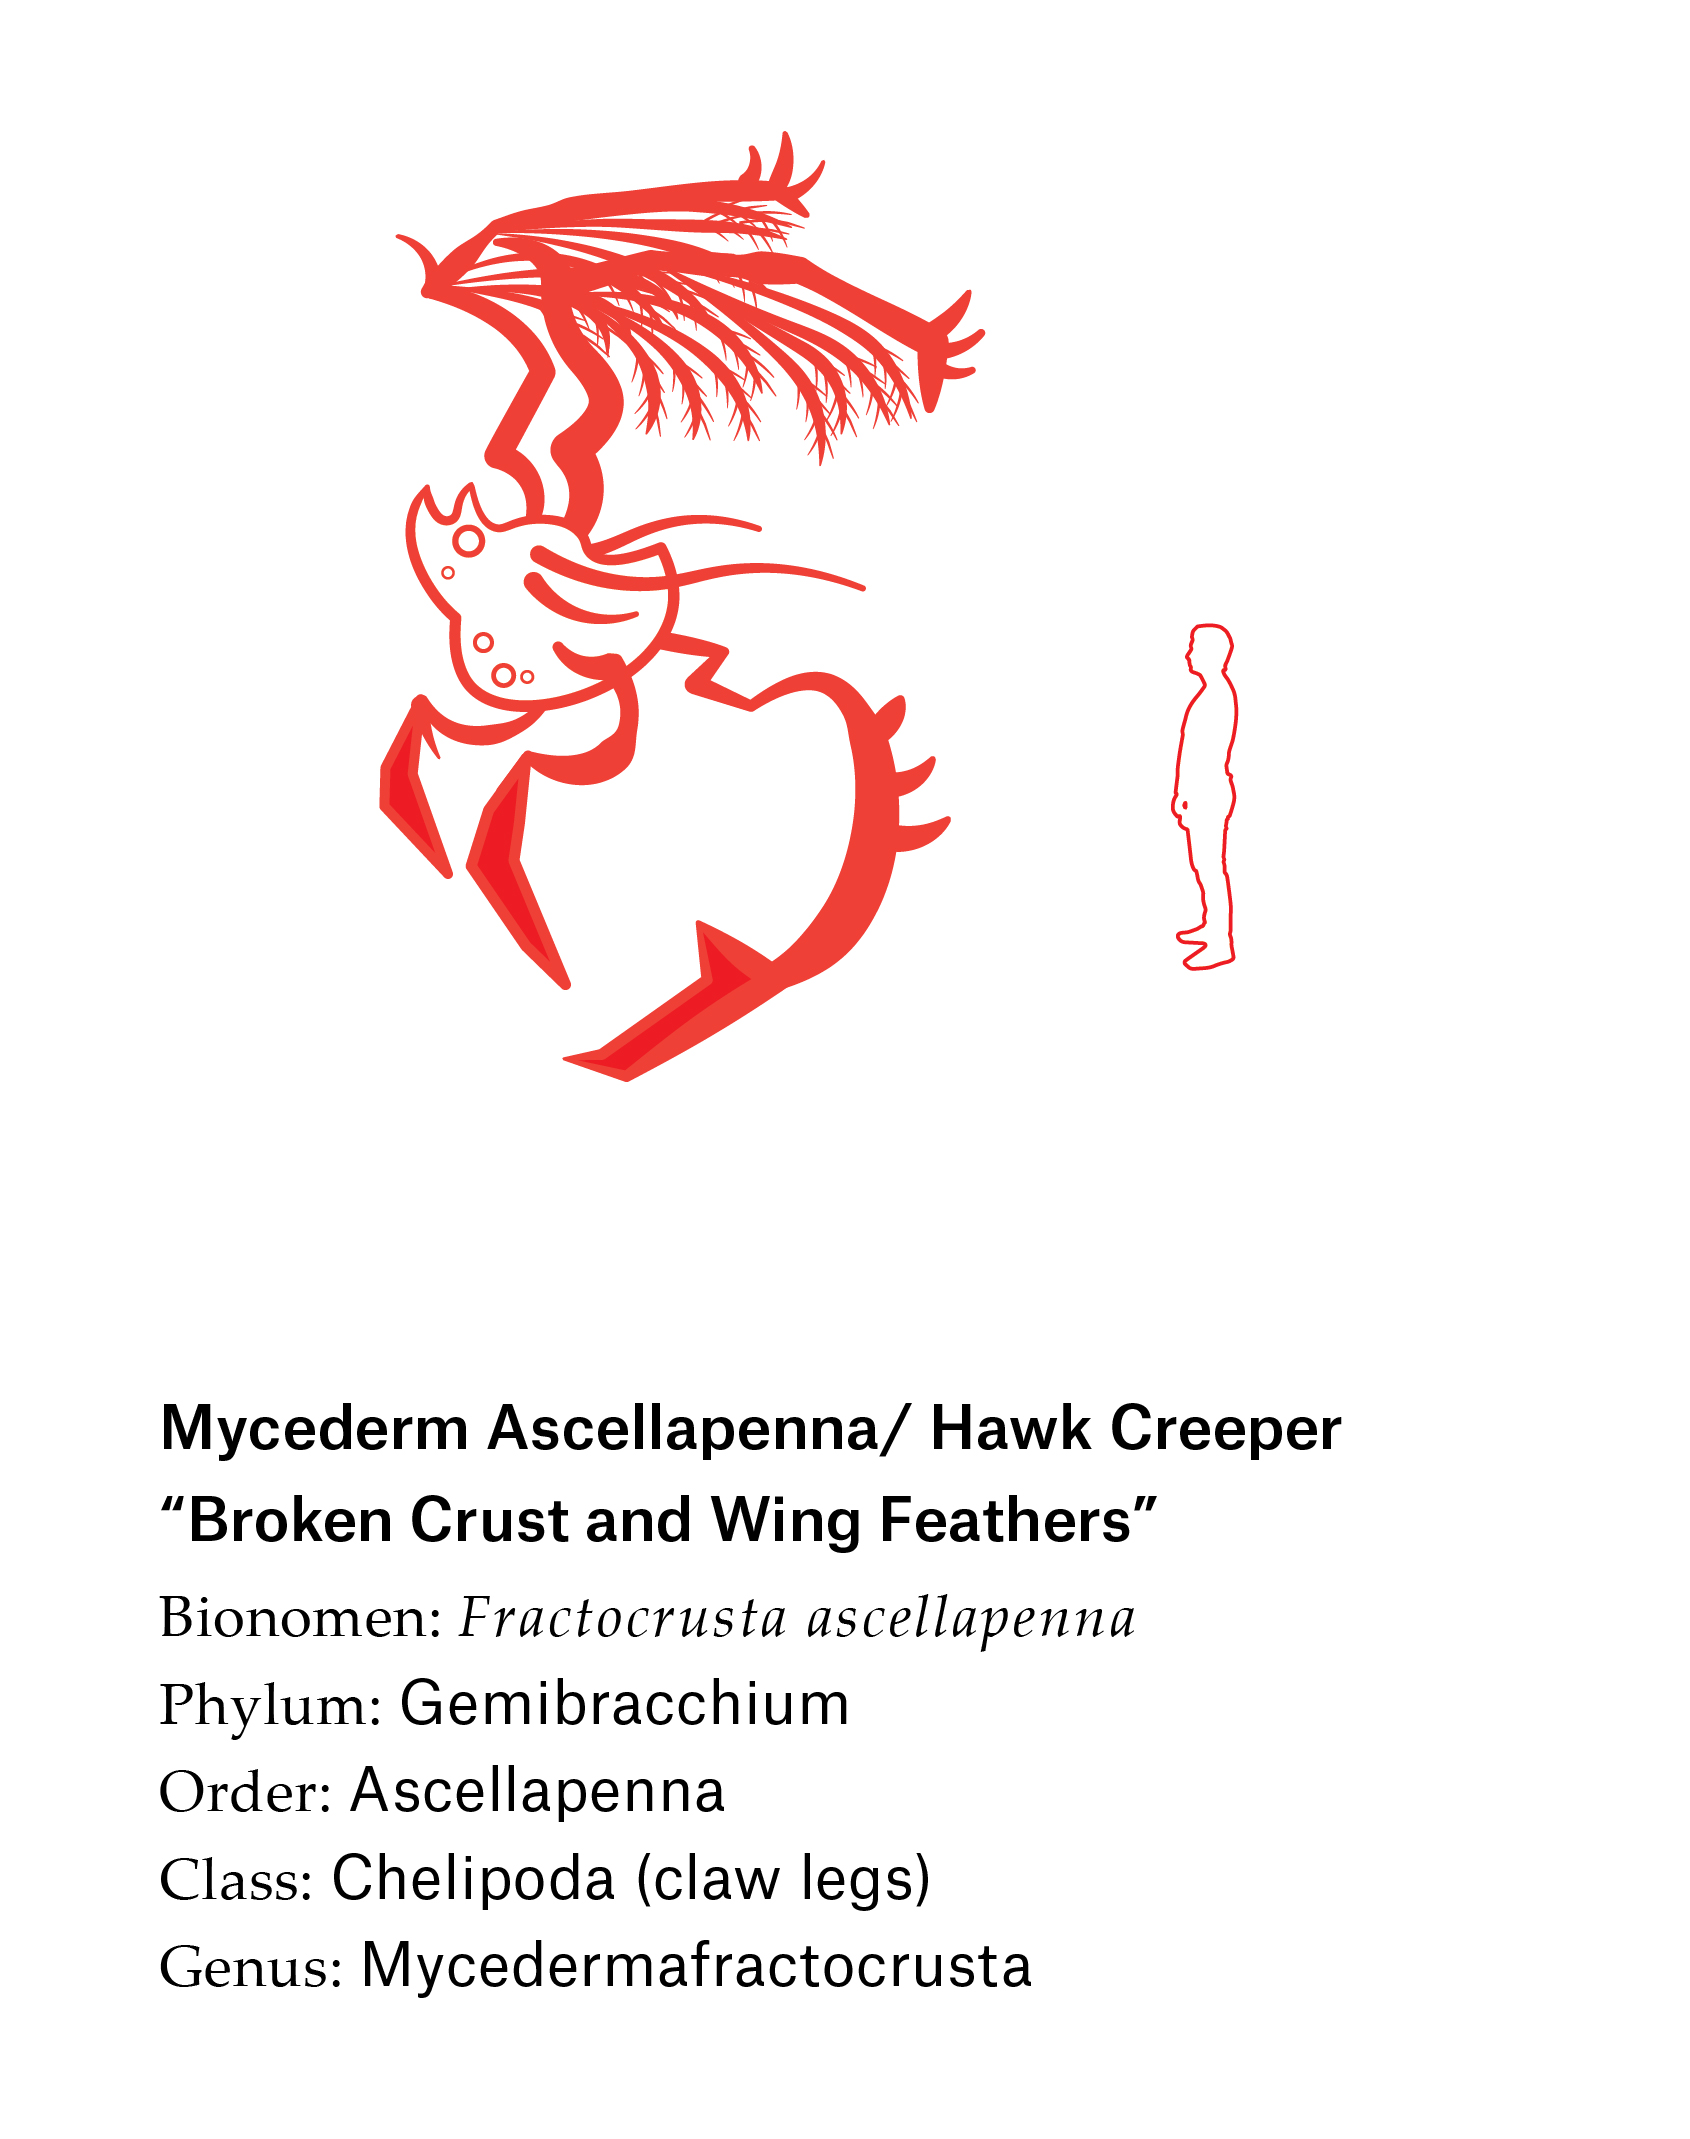 Mycederm Ascellapenna/ Hawk Creeper
“Broken Crust and Wing Feathers”
Bionomen: Fractocrusta ascellapenna
Phylum: Gemibracchium
Order: Ascellapenna
Class: Chelipoda (claw legs)
Genus: Mycedermafractocrusta